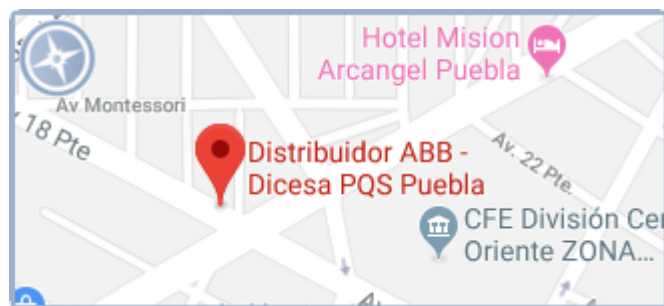 Hotel Mision
Arcangel Puebla
Av Montessori
18 Pte
Distribuidor ABB -
Dicesa PQS Puebla
Av. 22 Pte.
CFE División Cen
Oriente ZONA...